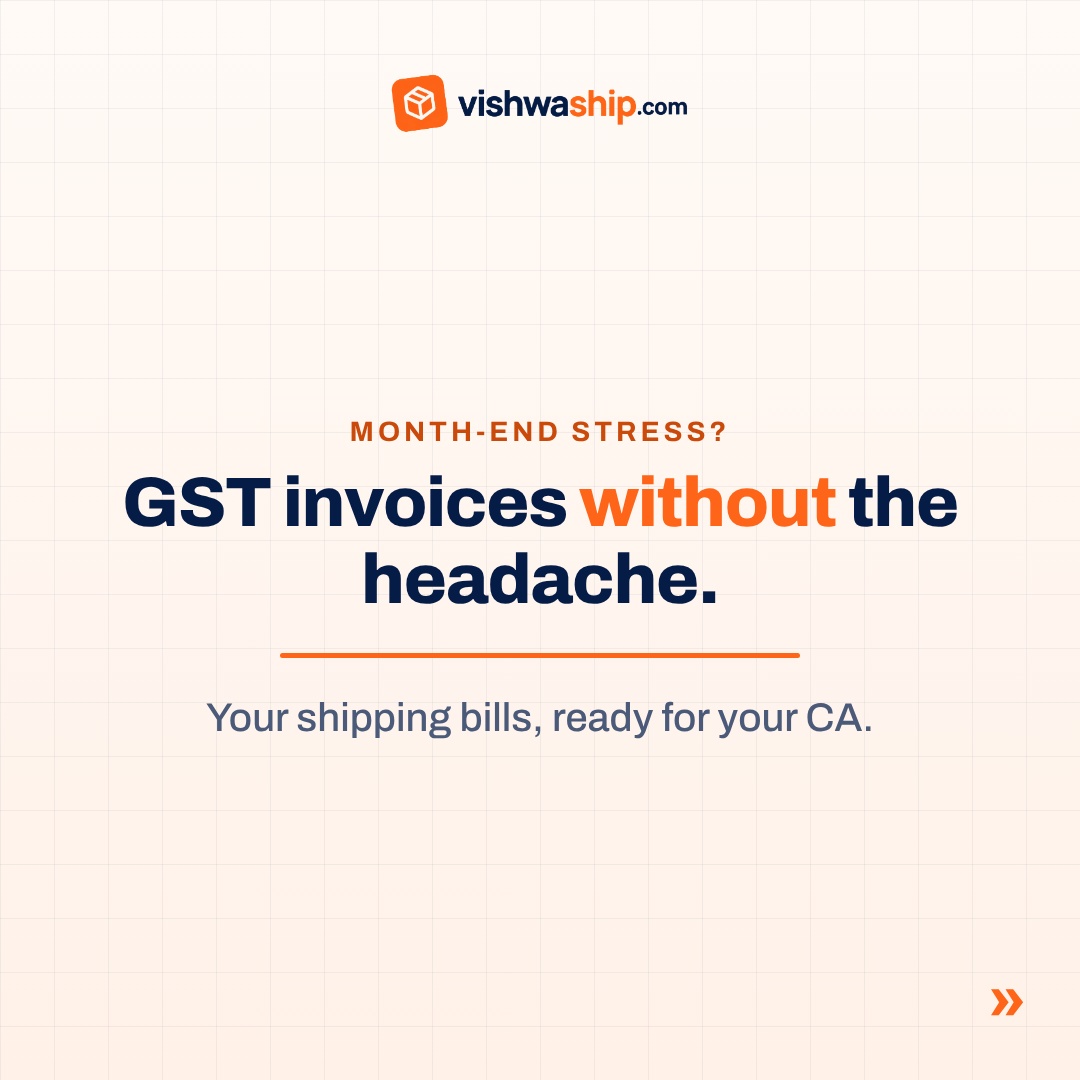 vishwaship.com
MONTH-END STRESS?
GST invoices without the
headache.
Your shipping bills, ready for your CA.
»